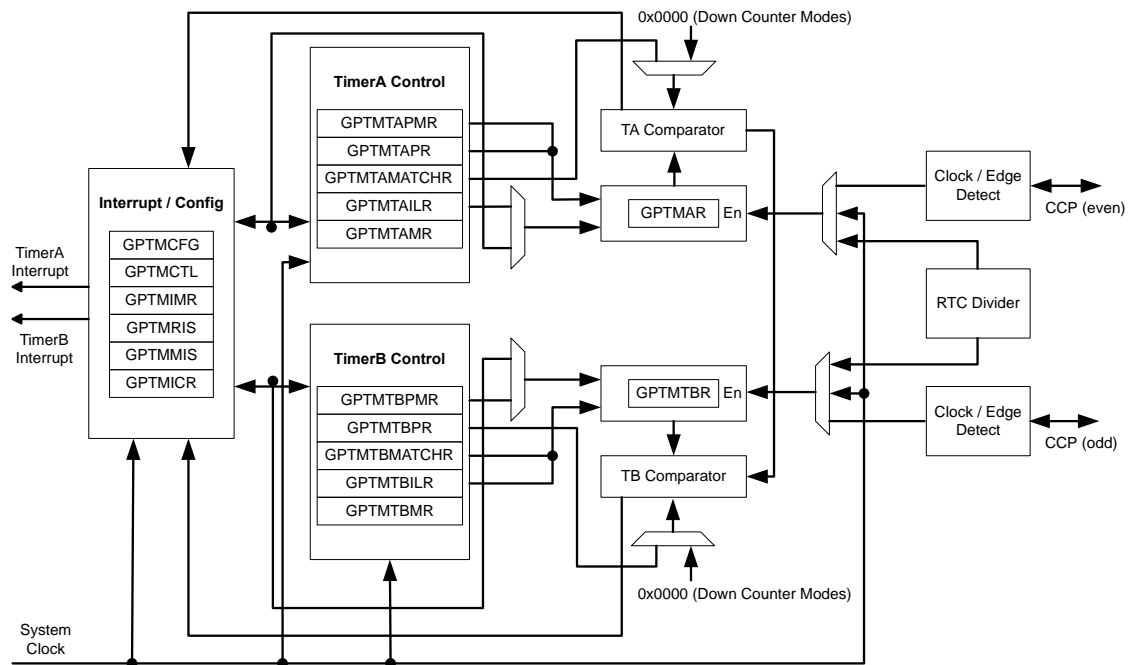 0x0000 (Down Counter Modes)
TimerA Control
GPTMTAPMR
GPTMTAPR
GPTMTAMATCHR
GPTMTAILR
GPTMTAMR
TA Comparator
GPTMAR
En
Clock / Edge
Detect
CCP (even)
Interrupt / Config
GPTMCFG
GPTMCTL
GPTMIMR
GPTMRIS
GPTMMIS
GPTMICR
TimerA
Interrupt
TimerB
Interrupt
RTC Divider
TimerB Control
GPTMTBPMR
GPTMTBPR
GPTMTBMATCHR
GPTMTBILR
GPTMTBMR
GPTMTBR
En
TB Comparator
Clock / Edge
Detect
CCP (odd)
0x0000 (Down Counter Modes)
System
Clock